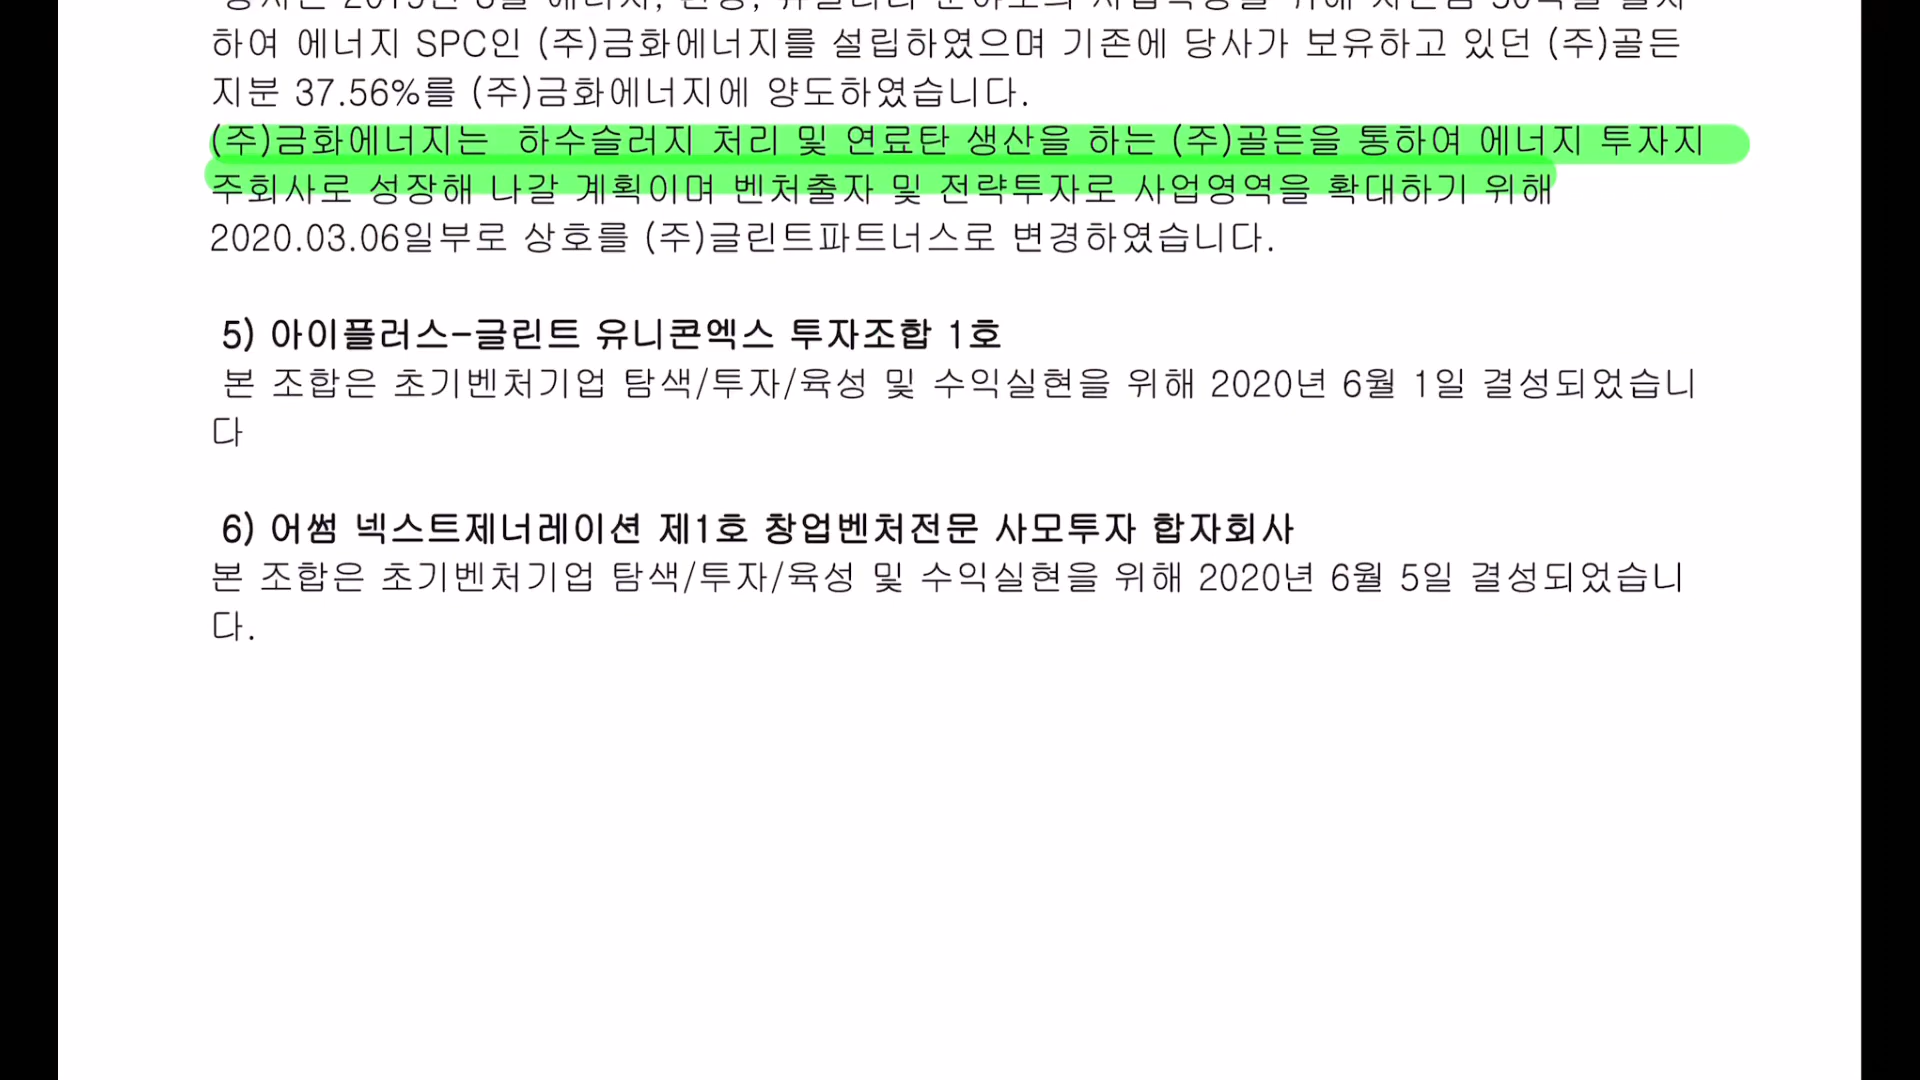 하여 에너지 SPC인 (주)금화에너지를 설립하였으며 기존에 당사가 보유하고 있던 (주)골든
지분 37.56%를 (주)금화에너지에 양도하였습니다.
(주)금화에너지는 하수슬러지 처리 및 연료탄 생산을 하는 (주)골든을 통하여 에너지 투자지
주회사로 성장해 나갈 계획이며 벤처출자 및 전략투자로 사업영역을 확대하기 위해
2020.03.06일부로 상호를 (주)글린트파트너스로 변경하였습니다.
5) 아이플러스-글린트 유니콘엑스 투자조합 1호
본 조합은 초기벤처기업 탐색/투자/육성 및 수익실현을 위해 2020년 6월 1일 결성되었습니
다
6) 어썸 넥스트제너레이션 제1호 창업벤처전문 사모투자 합자회사
본 조합은 초기벤처기업 탐색/투자/육성 및 수익실현을 위해 2020년 6월 5일 결성되었습니
다.